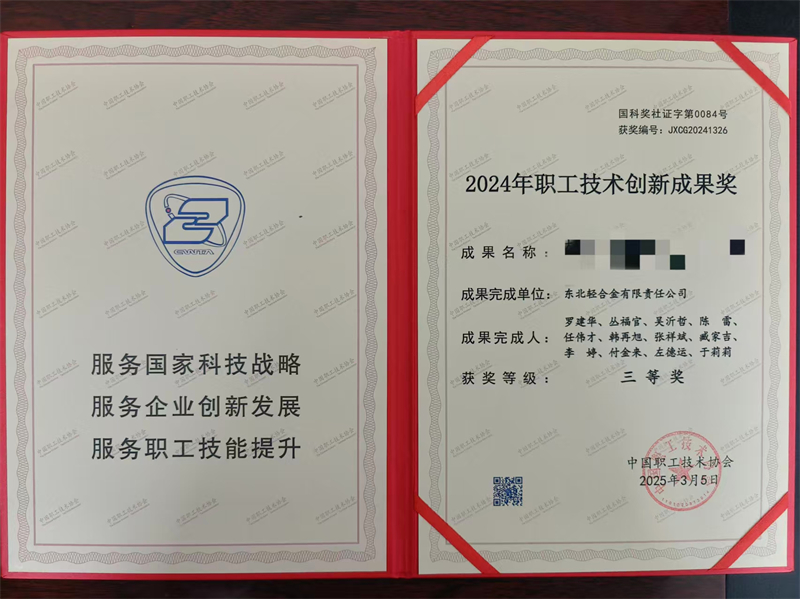 CWTA
服务国家科技战略
服务企业创新发展
服务职工技能提升
国科奖社证字第0084号
获奖编号：JXCG20241326
2024年职工技术创新成果奖
成果名称：
成果完成单位：东北轻合金有限责任公司
成果完成人：罗建华、丛福官、吴沂哲、陈　雷、
任伟才、韩再旭、张祥斌、臧家吉、
李　婷、付金来、左德运、于莉莉
获奖等级：三等奖
中国职工技术协会
2025年3月5日